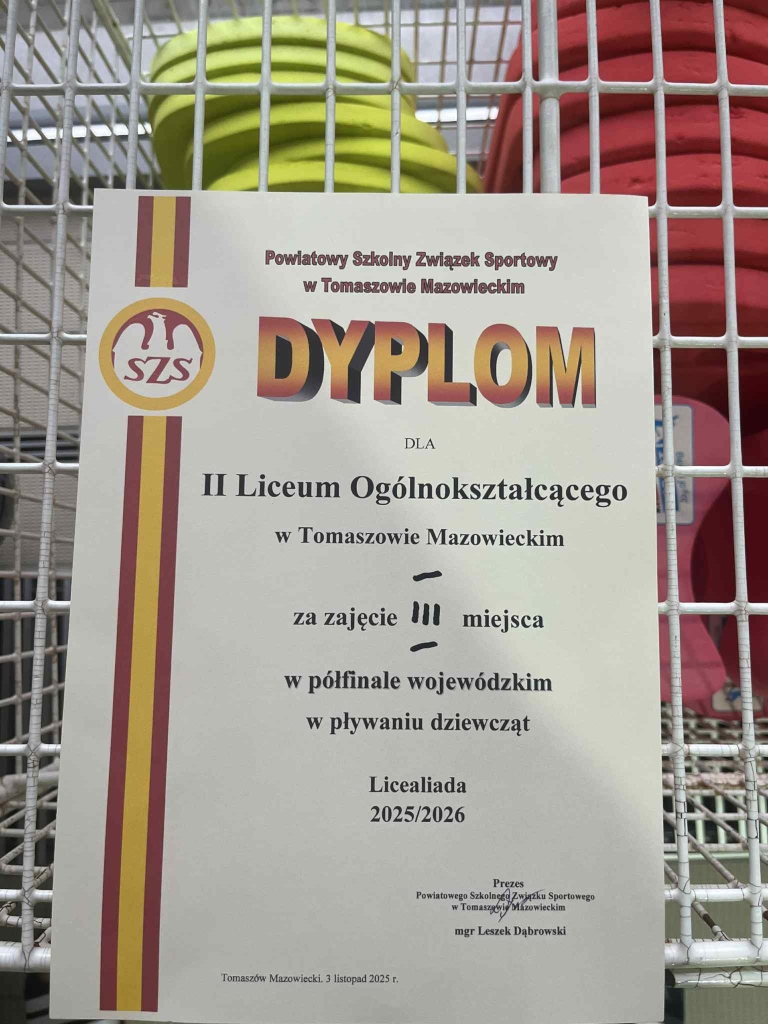 Powiatowy Szkolny Związek Sportowy
w Tomaszowie Mazowieckim
SZS
DYPLOM
DLA
II Liceum Ogólnokształcącego
w Tomaszowie Mazowieckim
za zajęcie III miejsca
w półfinale wojewódzkim
w pływaniu dziewcząt
Licealiada
2025/2026
Prezes
Powiatowego Szkolnego Związku Sportowego
w Tomaszowie Mazowieckim
mgr Leszek Dąbrowski
Tomaszów Mazowiecki. 3 listopad 2025 r.